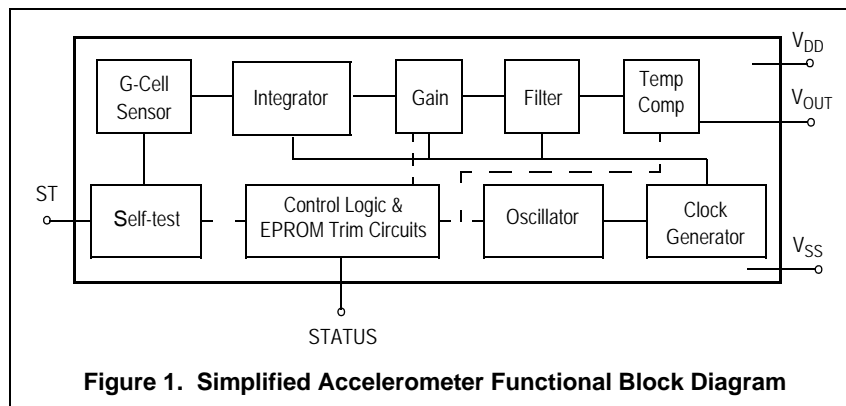 G-Cell
Sensor
Integrator
Gain
Filter
Temp
Comp
VDD
VOUT
ST
Self-test
Control Logic &
EPROM Trim Circuits
Oscillator
Clock
Generator
VSS
STATUS
Figure 1. Simplified Accelerometer Functional Block Diagram